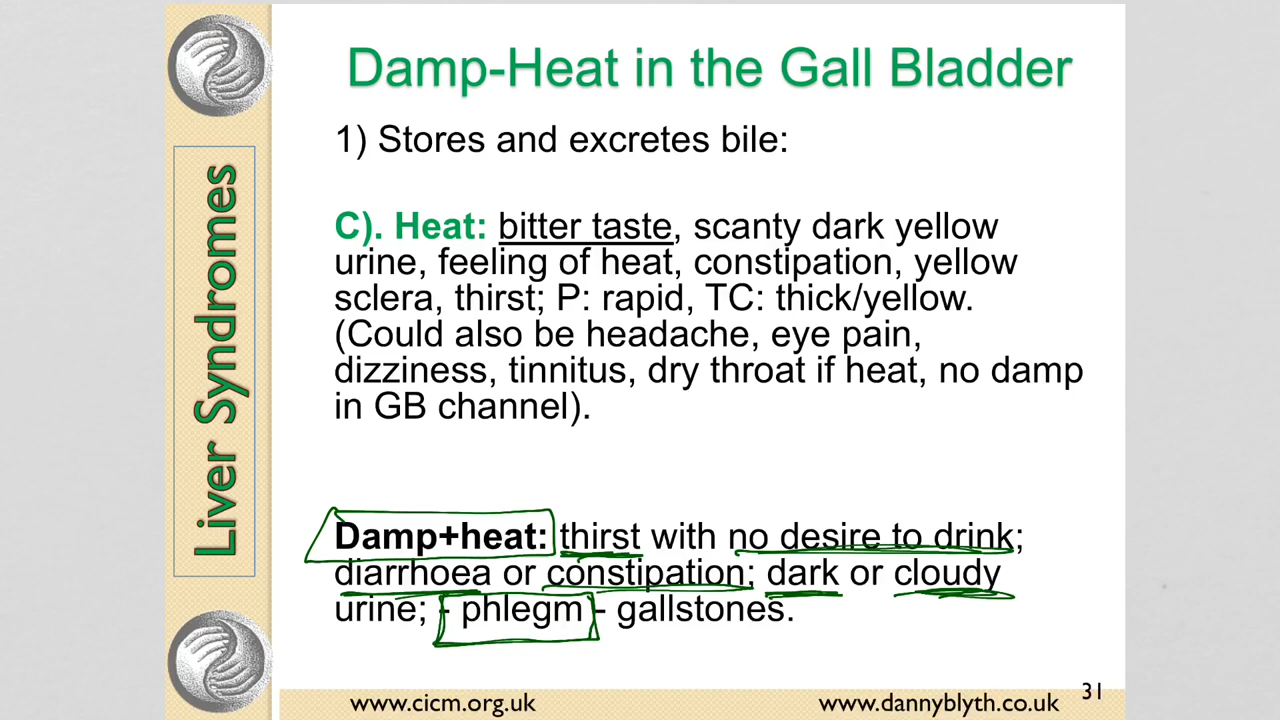 Damp-Heat in the Gall Bladder
Liver Syndromes
1) Stores and excretes bile:
C). Heat: bitter taste, scanty dark yellow
urine, feeling of heat, constipation, yellow
sclera, thirst; P: rapid, TC: thick/yellow.
(Could also be headache, eye pain,
dizziness, tinnitus, dry throat if heat, no damp
in GB channel).
Damp+heat: thirst with no desire to drink;
diarrhoea or constipation; dark or cloudy
urine; - phlegm - gallstones.
www.cicm.org.uk
www.dannyblyth.co.uk
31